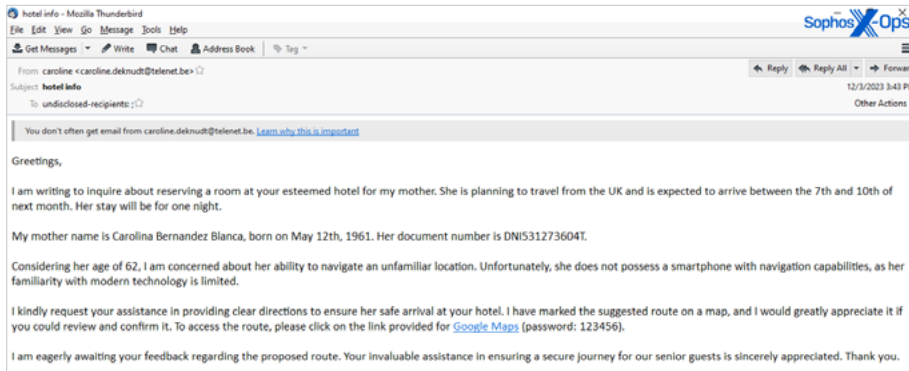 hotel info - Mozilla Thunderbird
Sophos X-Ops
File Edit View Go Message Tools Help
Get Messages Write Chat Address Book Tag
From caroline <caroline.deknudt@telenet.be>
Reply Reply All Forwar
Subject hotel info
12/3/2023 3:43 P
To undisclosed-recipients: ;
Other Actions
You don't often get email from caroline.deknudt@telenet.be. Learn why this is important
Greetings,
I am writing to inquire about reserving a room at your esteemed hotel for my mother. She is planning to travel from the UK and is expected to arrive between the 7th and 10th of
next month. Her stay will be for one night.
My mother name is Carolina Bernandez Blanca, born on May 12th, 1961. Her document number is DNI531273604T.
Considering her age of 62, I am concerned about her ability to navigate an unfamiliar location. Unfortunately, she does not possess a smartphone with navigation capabilities, as her
familiarity with modern technology is limited.
I kindly request your assistance in providing clear directions to ensure her safe arrival at your hotel. I have marked the suggested route on a map, and I would greatly appreciate it if
you could review and confirm it. To access the route, please click on the link provided for Google Maps (password: 123456).
I am eagerly awaiting your feedback regarding the proposed route. Your invaluable assistance in ensuring a secure journey for our senior guests is sincerely appreciated. Thank you.